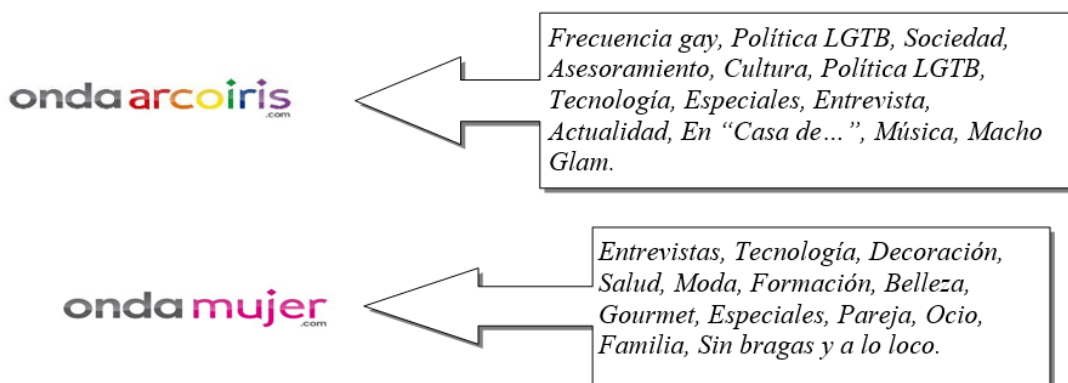 Frecuencia gay, Política LGTB, Sociedad,
Asesoramiento, Cultura, Política LGTB,
Tecnología, Especiales, Entrevista,
Actualidad, En “Casa de…”, Música, Macho
Glam.
ondaarcoiris
.com
Entrevistas, Tecnología, Decoración,
Salud, Moda, Formación, Belleza,
Gourmet, Especiales, Pareja, Ocio,
Familia, Sin bragas y a lo loco.
ondamujer
.com